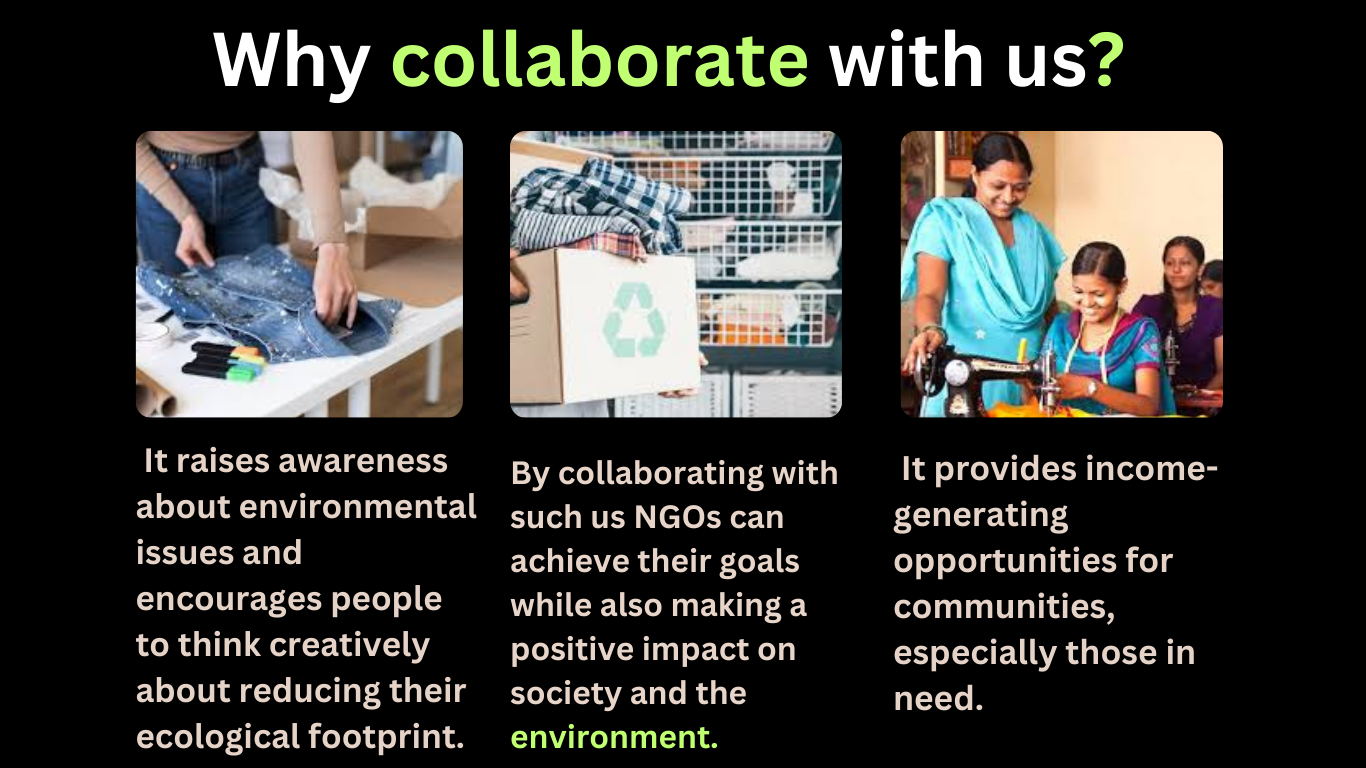 Why collaborate with us?
It raises awareness
about environmental
issues and
encourages people
to think creatively
about reducing their
ecological footprint.
By collaborating with
such us NGOs can
achieve their goals
while also making a
positive impact on
society and the
environment.
It provides income-
generating
opportunities for
communities,
especially those in
need.